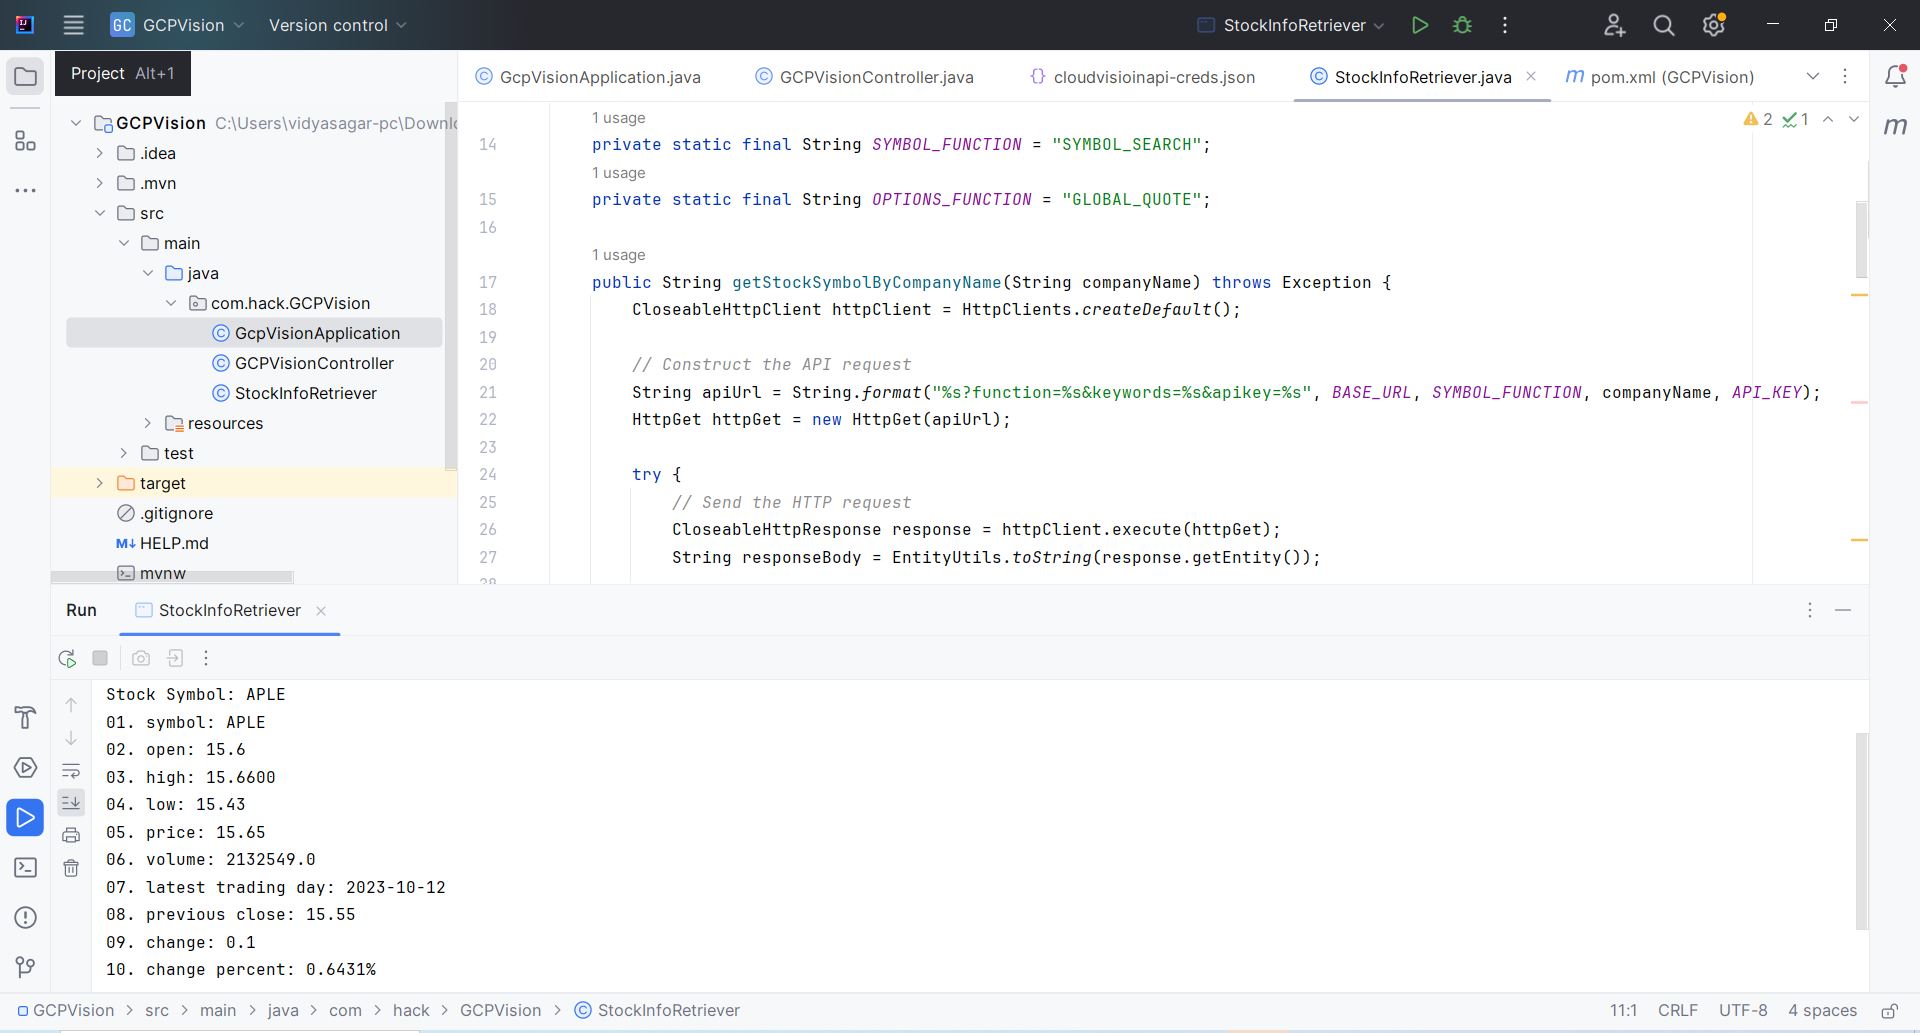 GC GCPVision Version control StockInfoRetriever
Project Alt+1
GcpVisionApplication.java GCPVisionController.java cloudvisioinapi-creds.json StockInfoRetriever.java pom.xml (GCPVision)
GCPVision C:\Users\vidyasagar-pc\Downlo
.idea
.mvn
src
main
java
com.hack.GCPVision
GcpVisionApplication
GCPVisionController
StockInfoRetriever
resources
test
target
.gitignore
M↓ HELP.md
mvnw
2 1
1 usage
14 private static final String SYMBOL_FUNCTION = "SYMBOL_SEARCH";
1 usage
15 private static final String OPTIONS_FUNCTION = "GLOBAL_QUOTE";
16
1 usage
17 public String getStockSymbolByCompanyName(String companyName) throws Exception {
18 CloseableHttpClient httpClient = HttpClients.createDefault();
19
20 // Construct the API request
21 String apiUrl = String.format("%s?function=%s&keywords=%s&apikey=%s", BASE_URL, SYMBOL_FUNCTION, companyName, API_KEY);
22 HttpGet httpGet = new HttpGet(apiUrl);
23
24 try {
25 // Send the HTTP request
26 CloseableHttpResponse response = httpClient.execute(httpGet);
27 String responseBody = EntityUtils.toString(response.getEntity());
28
m
Run StockInfoRetriever
Stock Symbol: APLE
01. symbol: APLE
02. open: 15.6
03. high: 15.6600
04. low: 15.43
05. price: 15.65
06. volume: 2132549.0
07. latest trading day: 2023-10-12
08. previous close: 15.55
09. change: 0.1
10. change percent: 0.6431%
GCPVision > src > main > java > com > hack > GCPVision > StockInfoRetriever 11:1 CRLF UTF-8 4 spaces